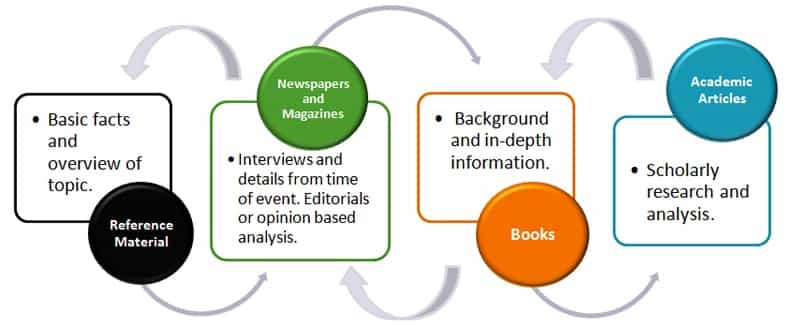 • Basic facts
and
overview of
topic.
Reference
Material
Newspapers
and
Magazines
• Interviews and
details from time
of event. Editorials
or opinion based
analysis.
• Background
and in-depth
information.
Books
Academic
Articles
• Scholarly
research and
analysis.